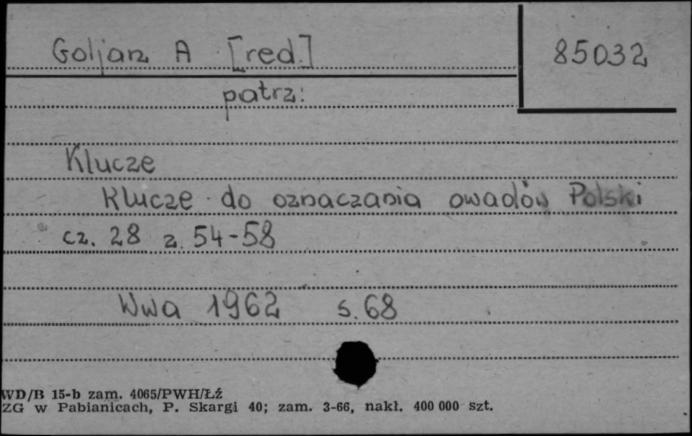 Goljan A [red.]
85032
patrz:
Klucze
Klucze do oznaczania owadów Polski
cz. 28 z. 54-58
Wwa 1962 s. 68
WD/B 15-b zam. 4065/PWH/Łź
ZG w Pabianicach, P. Skargi 40; zam. 3-66, nakł. 400 000 szt.